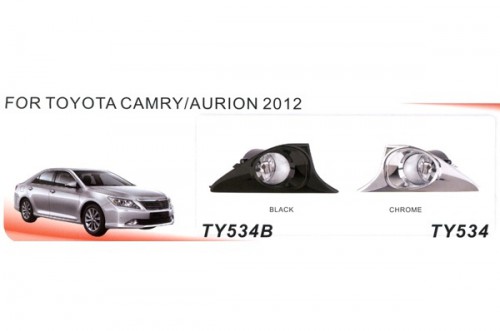 FOR TOYOTA CAMRY/AURION 2012
BLACK
CHROME
TY534B
TY534